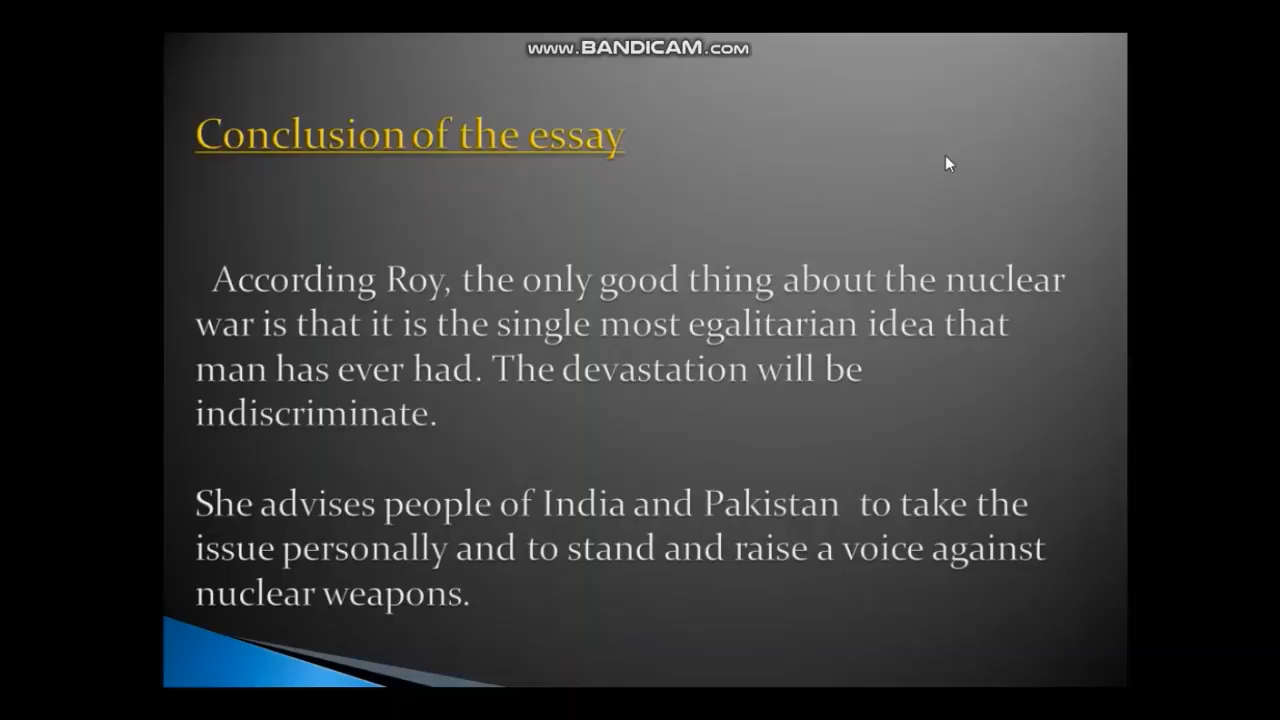 www.BANDICAM.com
Conclusion of the essay
According Roy, the only good thing about the nuclear
war is that it is the single most egalitarian idea that
man has ever had. The devastation will be
indiscriminate.
She advises people of India and Pakistan to take the
issue personally and to stand and raise a voice against
nuclear weapons.